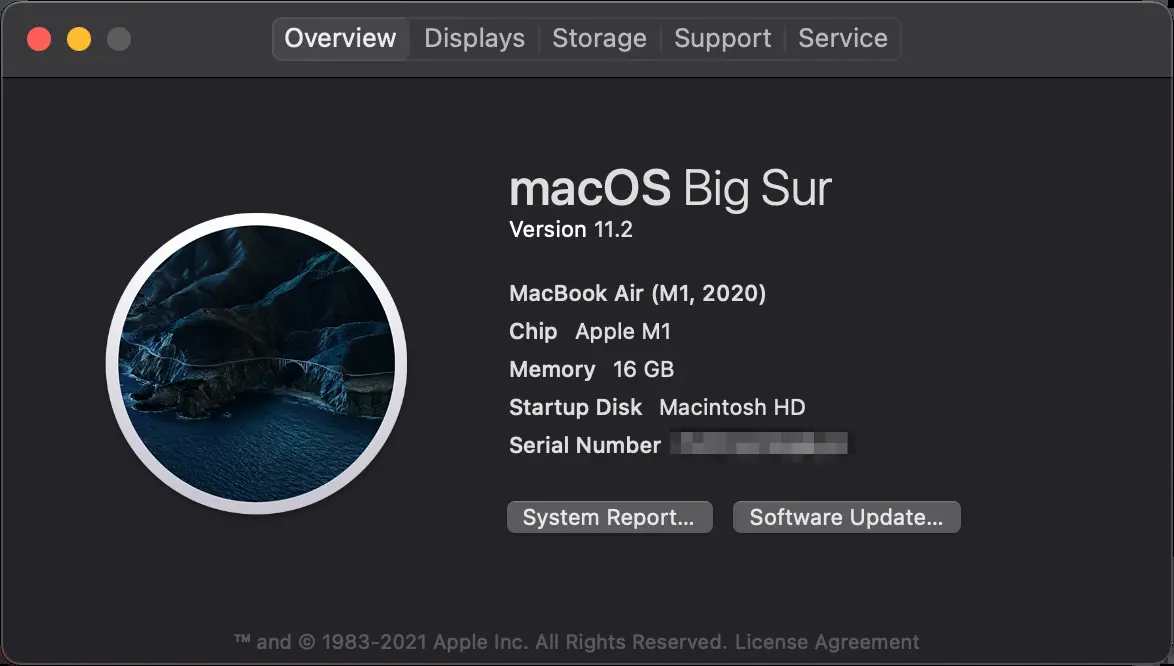 Overview Displays Storage Support Service
macOS Big Sur
Version 11.2
MacBook Air (M1, 2020)
Chip Apple M1
Memory 16 GB
Startup Disk Macintosh HD
Serial Number
System Report... Software Update...
™ and © 1983-2021 Apple Inc. All Rights Reserved. License Agreement